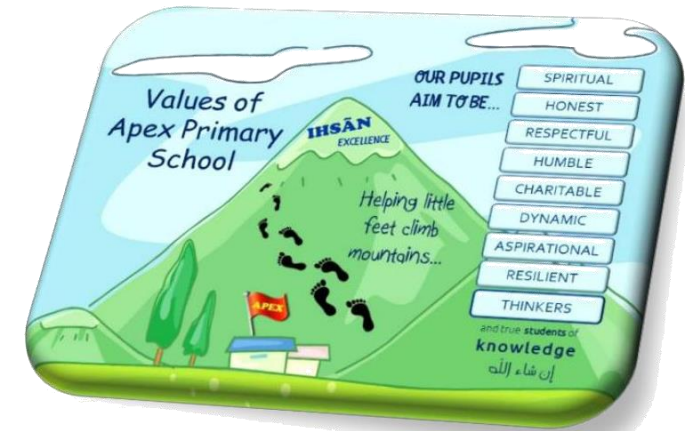 Values of
Apex Primary
School
IHSĀN
EXCELLENCE
Helping little
feet climb
mountains...
APEX
OUR PUPILS
AIM TO BE...
SPIRITUAL
HONEST
RESPECTFUL
HUMBLE
CHARITABLE
DYNAMIC
ASPIRATIONAL
RESILIENT
THINKERS
and true students of
knowledge
إن شاء الله